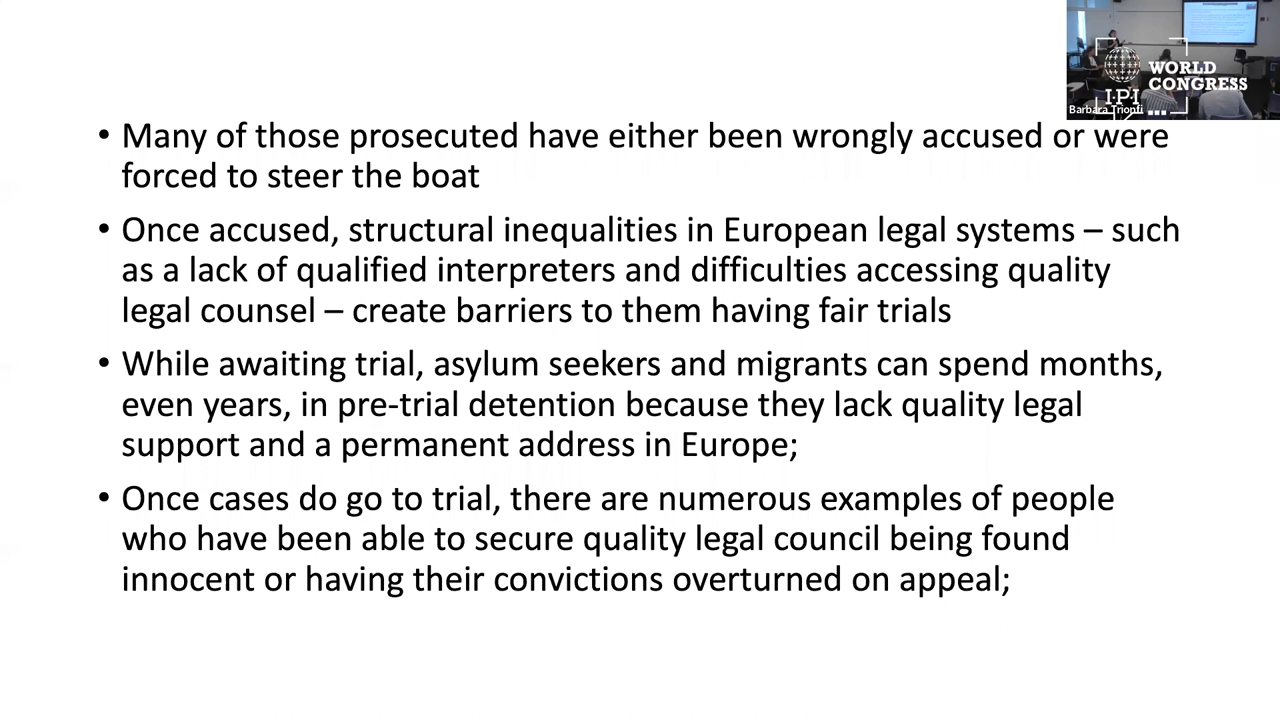 WORLD
CONGRESS
I·P·I
Barbara Trionfi
• Many of those prosecuted have either been wrongly accused or were
forced to steer the boat
• Once accused, structural inequalities in European legal systems – such
as a lack of qualified interpreters and difficulties accessing quality
legal counsel – create barriers to them having fair trials
• While awaiting trial, asylum seekers and migrants can spend months,
even years, in pre-trial detention because they lack quality legal
support and a permanent address in Europe;
• Once cases do go to trial, there are numerous examples of people
who have been able to secure quality legal council being found
innocent or having their convictions overturned on appeal;